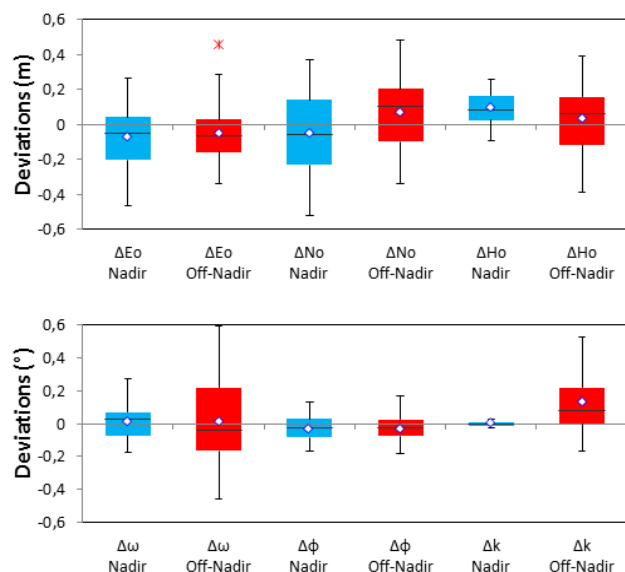 Deviations (m)
0,6
0,4
0,2
0
-0,2
-0,4
-0,6
ΔEo ΔEo ΔNo ΔNo ΔHo ΔHo
Nadir Off-Nadir Nadir Off-Nadir Nadir Off-Nadir
Deviations (°)
0,6
0,4
0,2
0
-0,2
-0,4
-0,6
Δω Δω Δϕ Δϕ Δk Δk
Nadir Off-Nadir Nadir Off-Nadir Nadir Off-Nadir